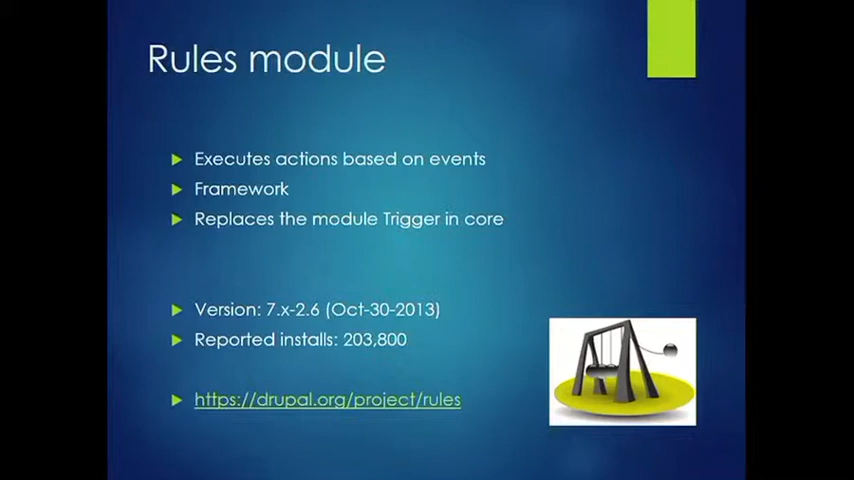 Rules module
Executes actions based on events
Framework
Replaces the module Trigger in core
Version: 7.x-2.6 (Oct-30-2013)
Reported installs: 203,800
https://drupal.org/project/rules